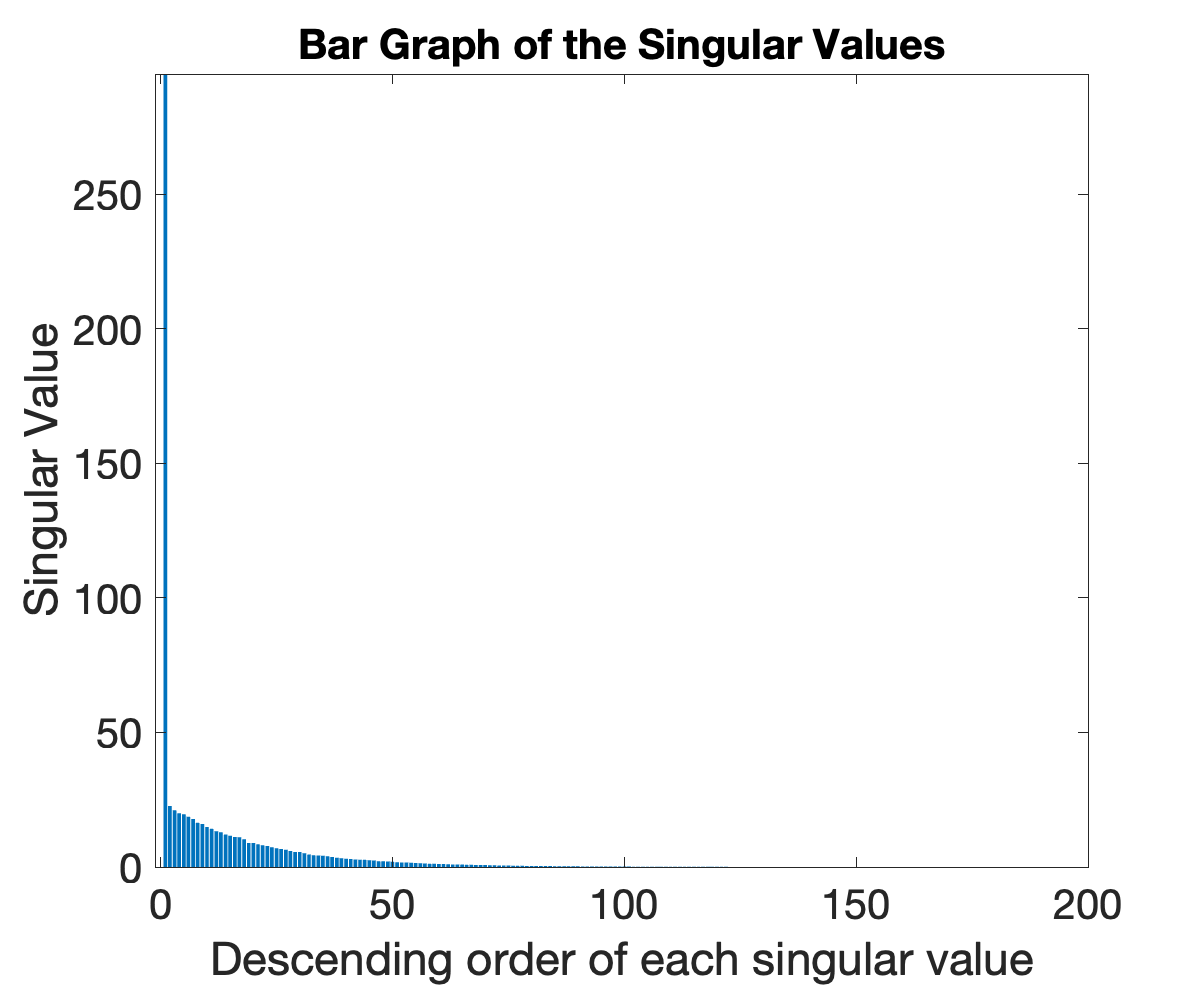 Bar Graph of the Singular Values
Singular Value
250
200
150
100
50
0
0 50 100 150 200
Descending order of each singular value